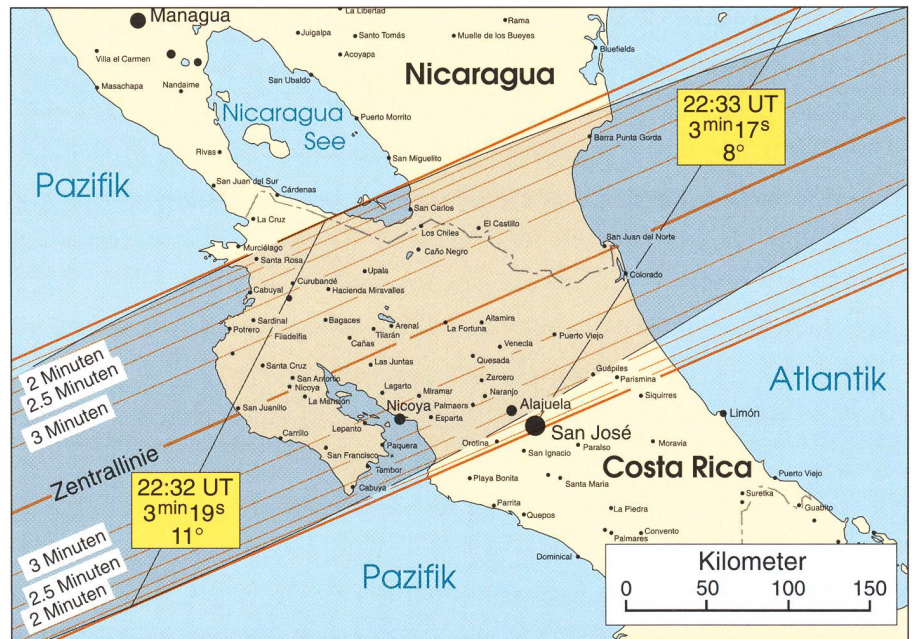 Managua
La Libertad
Rama
Juigalpa
Santo Tomás
Muelle de los Bueyes
Bluefields
Villa el Carmen
Acoyapa
Masachapa
Nandaime
San Ubaldo
Nicaragua
22:33 UT
3min17s
8°
Nicaragua
See
Puerto Morrito
Barra Punta Gorda
Rivas
San Miguelito
Pazifik
San Juan del Sur
Cárdenas
San Carlos
La Cruz
Los Chiles
El Castillo
Murciélago
Caño Negro
San Juan del Norte
Santa Rosa
Upala
Colorado
Curubandé
Cabuyal
Hacienda Miravalles
Sardinal
Bagaces
Arenal
Altamira
Potrero
Tilarán
La Fortuna
Filadelfia
Cañas
Venecia
Puerto Viejo
2 Minuten
2.5 Minuten
3 Minuten
Santa Cruz
Las Juntas
Quesada
Guápiles
Parismina
Atlantik
San Antonio
Nicoya
Lagarto
Zarcero
La Mansión
Miramar
Naranjo
Siquirres
San Juanillo
Nicoya
Palmares
Alajuela
Limón
Lepanto
Esparta
San José
Carrillo
Paquera
Orotina
Paraíso
Moravia
San Francisco
San Ignacio
Costa Rica
Zentrallinie
Tambor
Playa Bonita
Santa Maria
Puerto Viejo
22:32 UT
3min19s
11°
Cabuya
Suretka
Parrita
Guabito
Quepos
La Piedra
3 Minuten
2.5 Minuten
2 Minuten
Dominical
Palmares
Convento
Pazifik
Kilometer
0 50 100 150